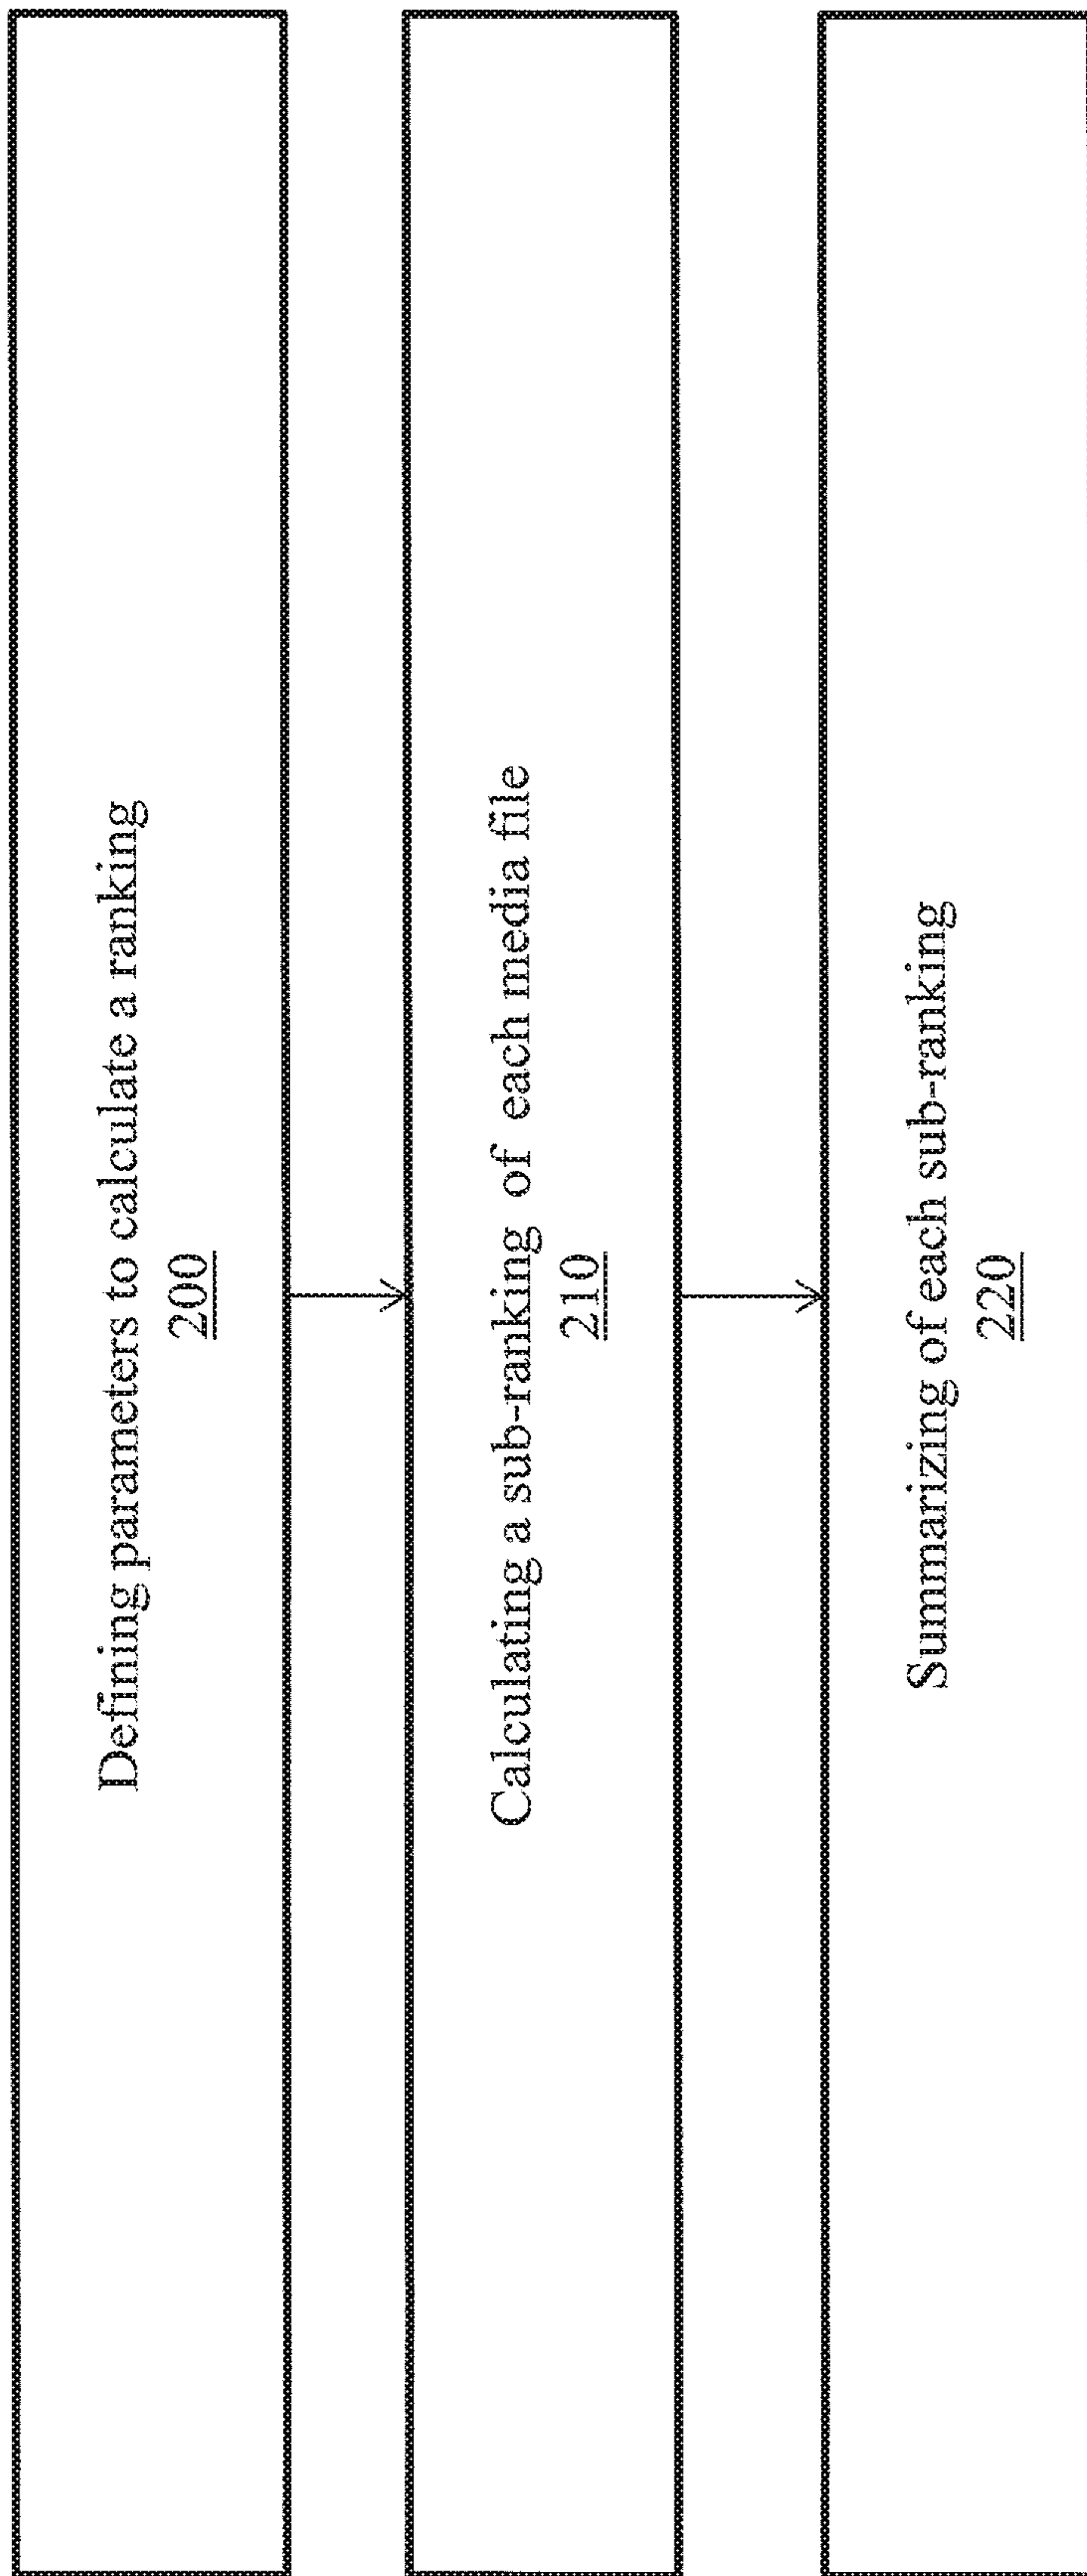 Defining parameters to calculate a ranking
200
Calculating a sub-ranking of each media file
210
Summarizing of each sub-ranking
220